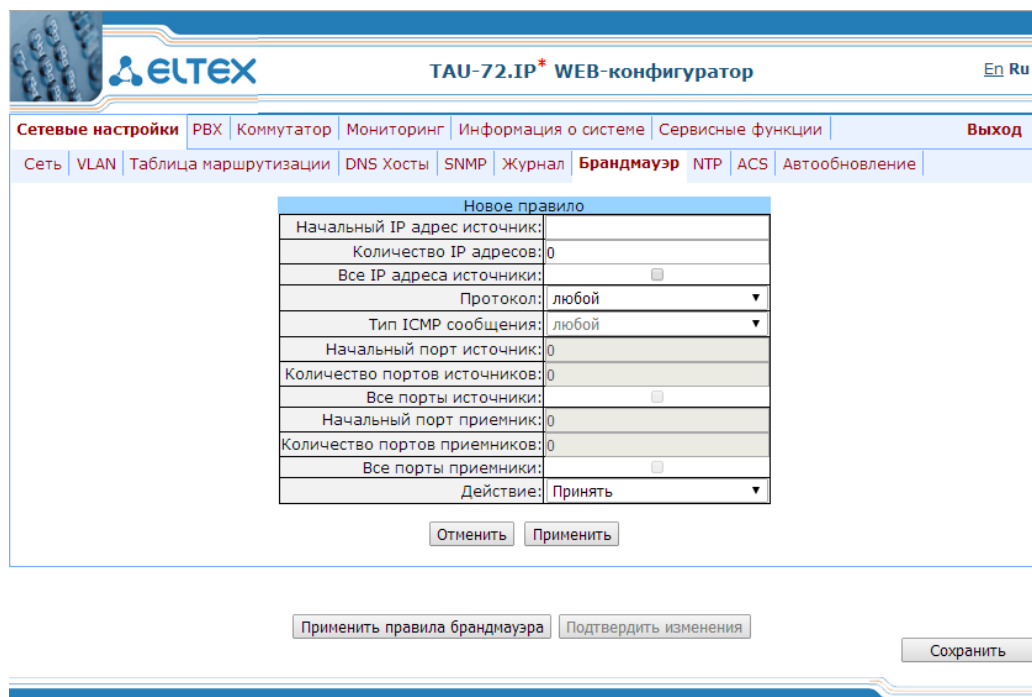 ELTEX
TAU-72.IP* WEB-конфигуратор
En Ru
Сетевые настройки PBX Коммутатор Мониторинг Информация о системе Сервисные функции Выход
Сеть VLAN Таблица маршрутизации DNS Хосты SNMP Журнал Брандмауэр NTP ACS Автообновление
Новое правило
Начальный IP адрес источник:
Количество IP адресов: 0
Все IP адреса источники:
Протокол: любой
Тип ICMP сообщения: любой
Начальный порт источник: 0
Количество портов источников: 0
Все порты источники:
Начальный порт приемник: 0
Количество портов приемников: 0
Все порты приемники:
Действие: Принять
Отменить Применить
Применить правила брандмауэра Подтвердить изменения
Сохранить